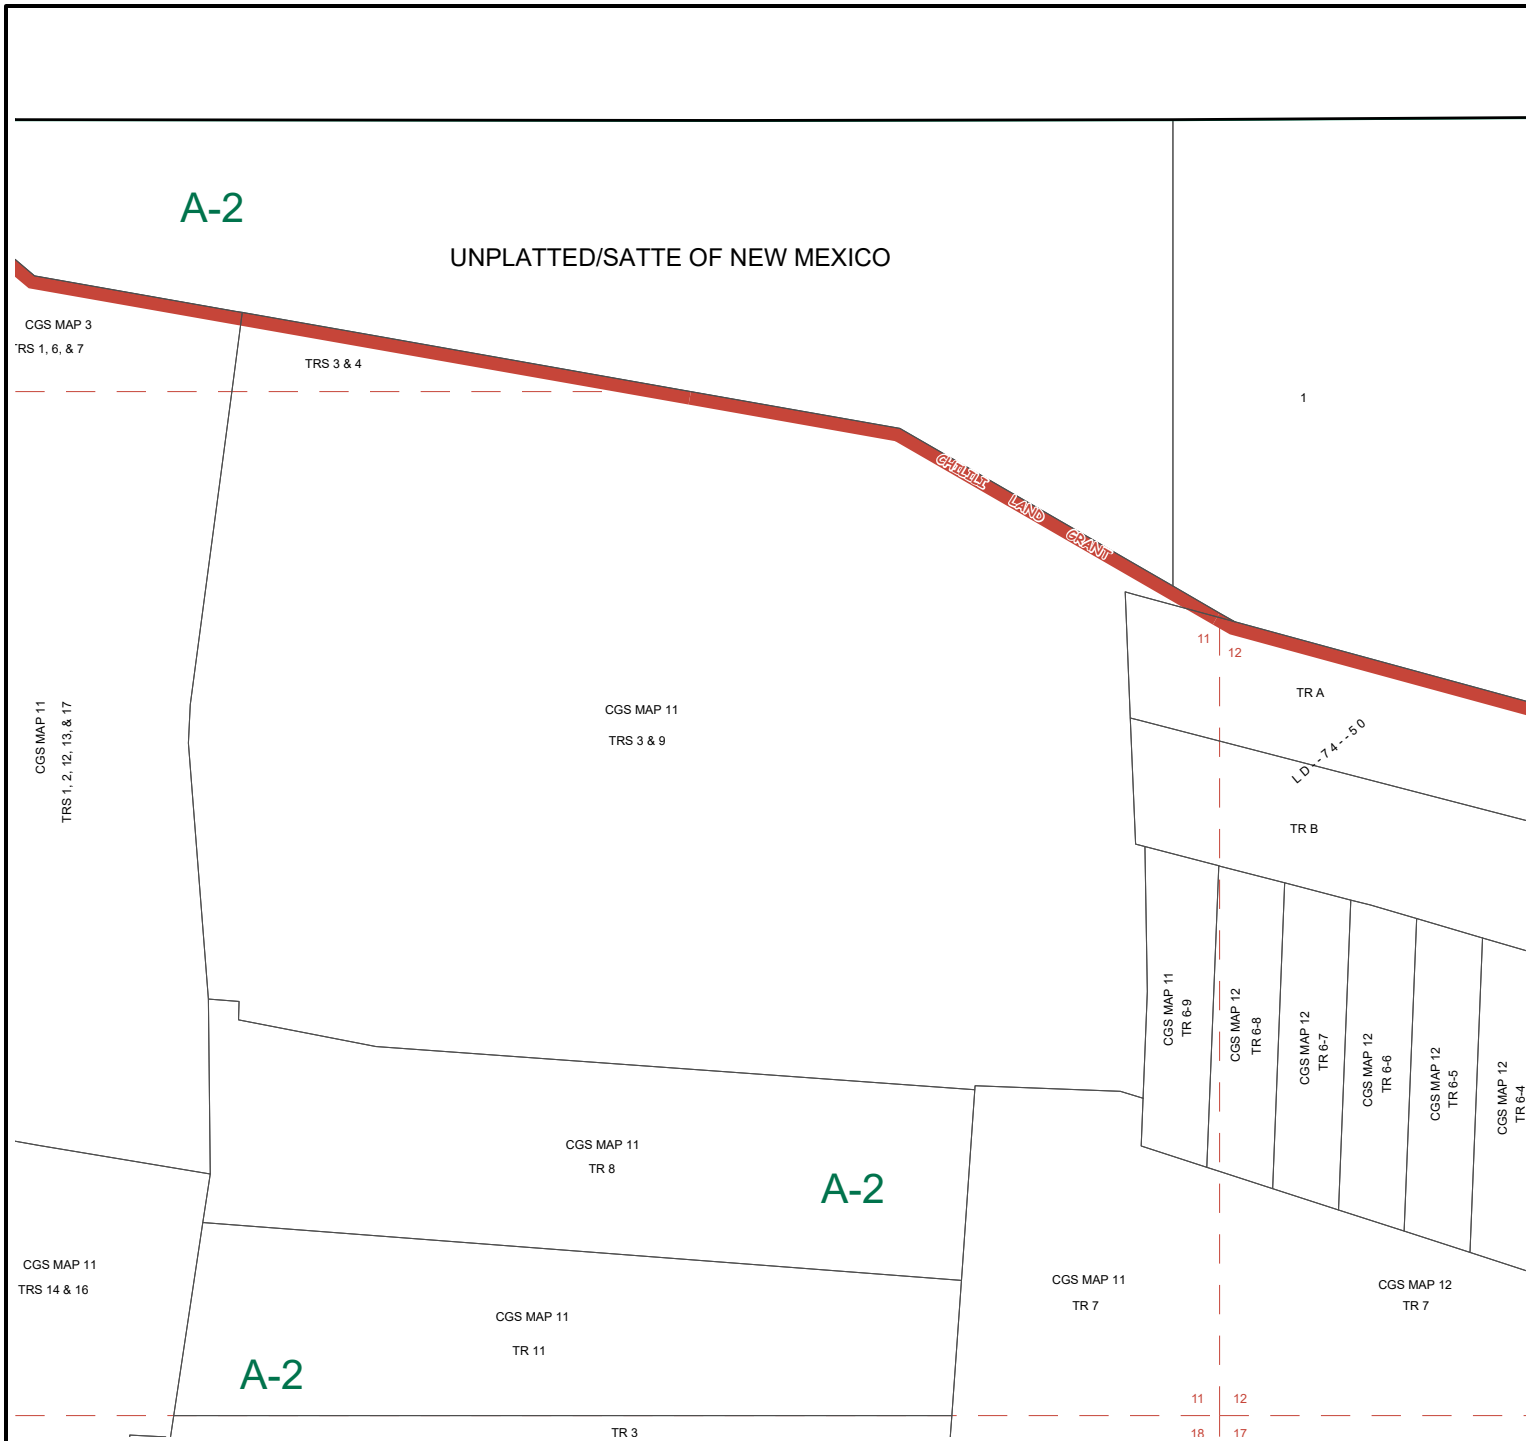 A-2
UNPLATTED/SATTE OF NEW MEXICO
CGS MAP 3
TRS 1, 6, & 7
TRS 3 & 4
1
CHILILI LAND GRANT
11
12
TR A
LD--74--50
TR B
CGS MAP 11
TRS 1, 2, 12, 13, & 17
CGS MAP 11
TRS 3 & 9
CGS MAP 11
TR 6-9
CGS MAP 12
TR 6-8
CGS MAP 12
TR 6-7
CGS MAP 12
TR 6-6
CGS MAP 12
TR 6-5
CGS MAP 12
TR 6-4
CGS MAP 11
TR 8
A-2
CGS MAP 11
TRS 14 & 16
CGS MAP 11
TR 7
CGS MAP 12
TR 7
CGS MAP 11
TR 11
A-2
11
12
TR 3
18
17